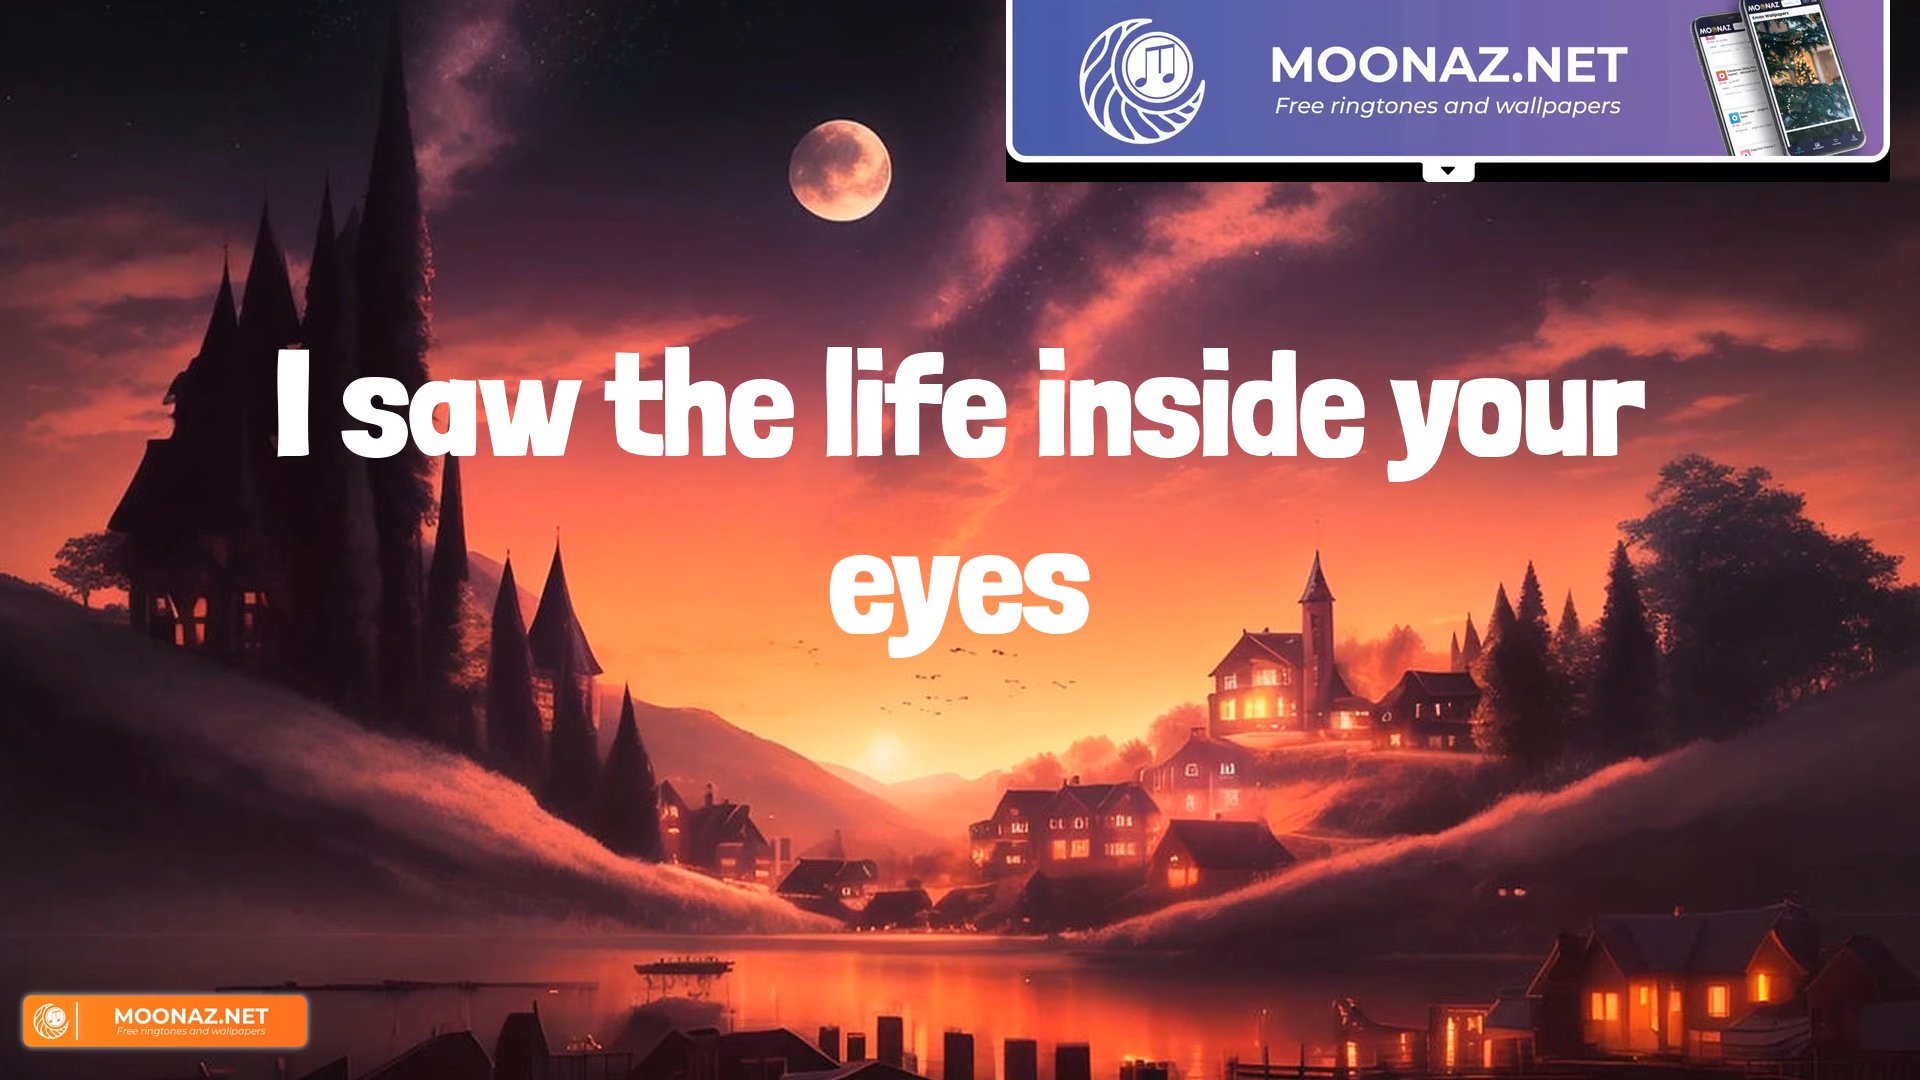 MOONAZ.NET
Free ringtones and wallpapers
I saw the life inside your
eyes
MOONAZ.NET
Free ringtones and wallpapers